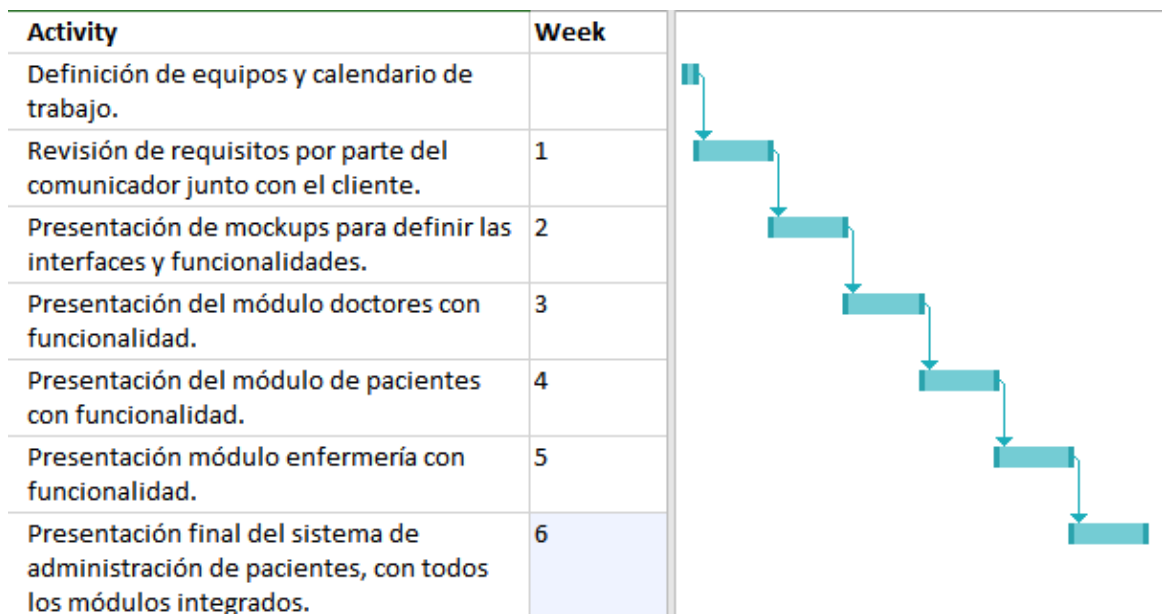 Activity Week
Definición de equipos y calendario de
trabajo.
Revisión de requisitos por parte del 1
comunicador junto con el cliente.
Presentación de mockups para definir las 2
interfaces y funcionalidades.
Presentación del módulo doctores con 3
funcionalidad.
Presentación del módulo de pacientes 4
con funcionalidad.
Presentación módulo enfermería con 5
funcionalidad.
Presentación final del sistema de 6
administración de pacientes, con todos
los módulos integrados.